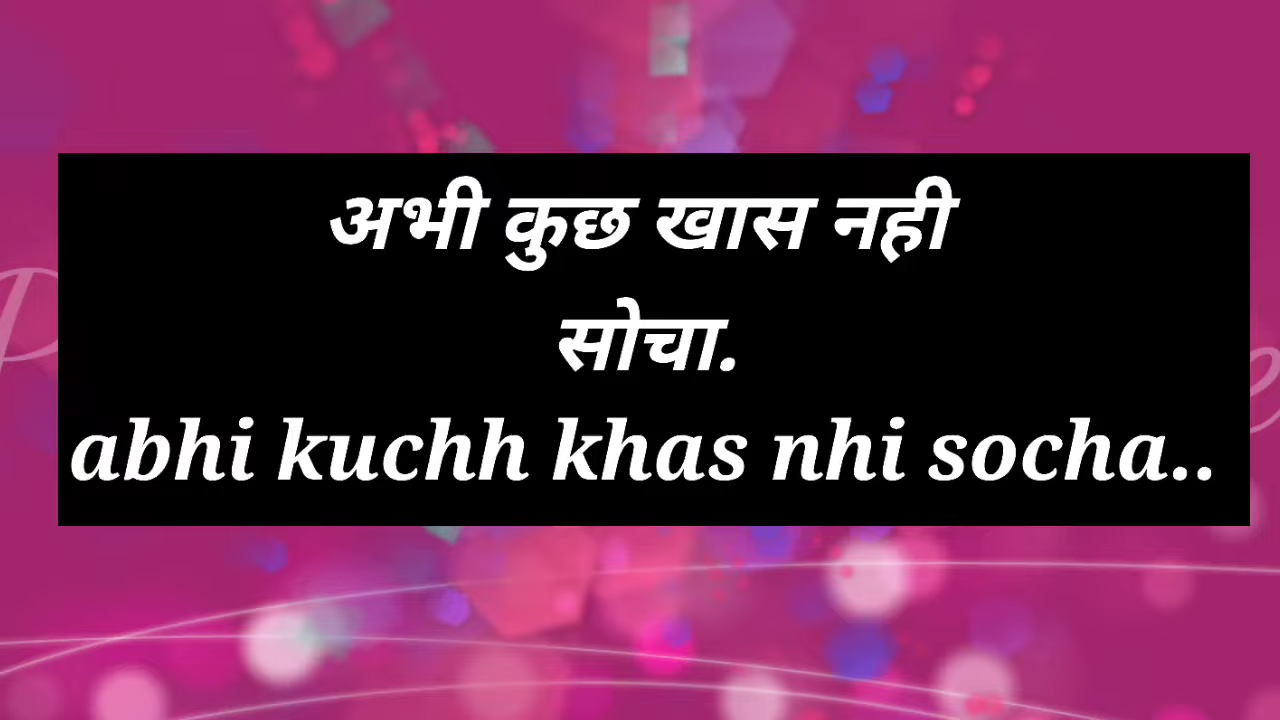 अभी कुछ खास नही
सोचा.
abhi kuchh khas nhi socha..